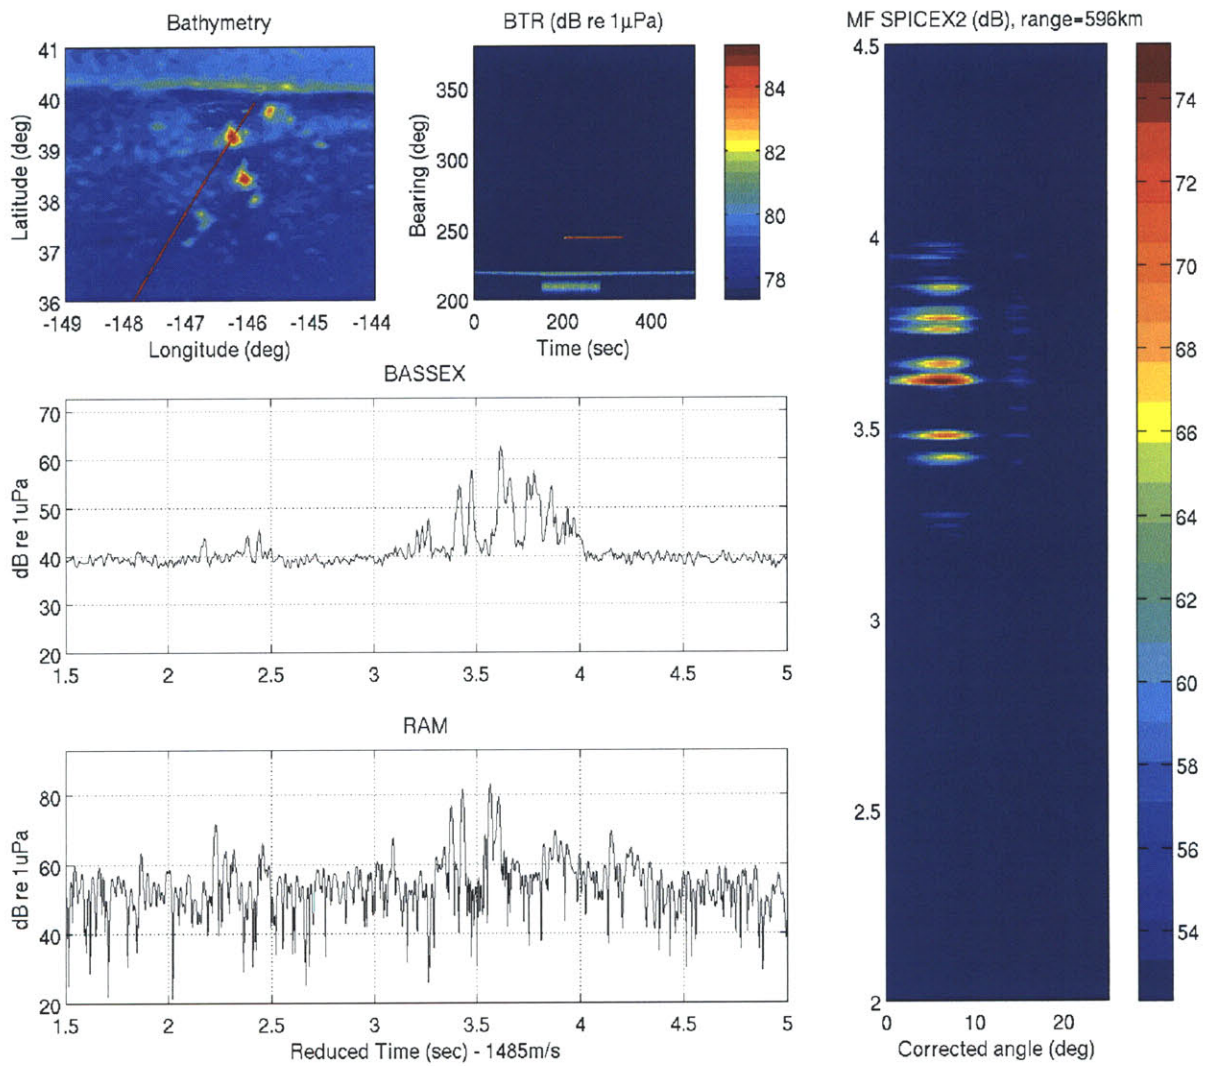 Bathymetry
41
40
39
38
37
36
Latitude (deg)
-149 -148 -147 -146 -145 -144
Longitude (deg)
BTR (dB re 1µPa)
350
300
250
200
Bearing (deg)
0 200 400
Time (sec)
84
82
80
78
MF SPICEX2 (dB), range=596km
4.5
4
3.5
3
2.5
2
0 10 20
Corrected angle (deg)
74
72
70
68
66
64
62
60
58
56
54
BASSEX
70
60
50
40
30
20
dB re 1uPa
1.5 2 2.5 3 3.5 4 4.5 5
RAM
80
60
40
20
dB re 1uPa
1.5 2 2.5 3 3.5 4 4.5 5
Reduced Time (sec) - 1485m/s